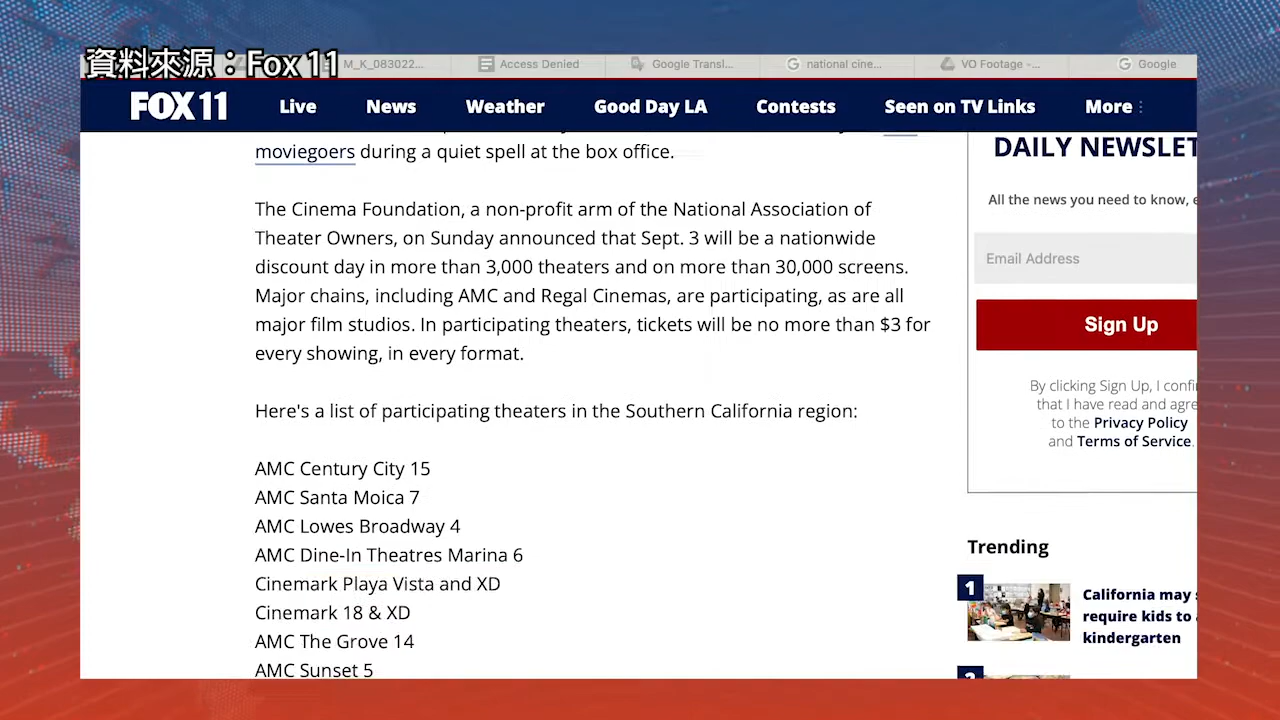 資料來源：Fox 11
M_K_083022...
Access Denied
Google Transl...
national cine...
VO Footage -...
Google
FOX 11
Live
News
Weather
Good Day LA
Contests
Seen on TV Links
More
moviegoers during a quiet spell at the box office.
The Cinema Foundation, a non-profit arm of the National Association of
Theater Owners, on Sunday announced that Sept. 3 will be a nationwide
discount day in more than 3,000 theaters and on more than 30,000 screens.
Major chains, including AMC and Regal Cinemas, are participating, as are all
major film studios. In participating theaters, tickets will be no more than $3 for
every showing, in every format.
Here's a list of participating theaters in the Southern California region:
AMC Century City 15
AMC Santa Moica 7
AMC Lowes Broadway 4
AMC Dine-In Theatres Marina 6
Cinemark Playa Vista and XD
Cinemark 18 & XD
AMC The Grove 14
AMC Sunset 5
DAILY NEWSLET
All the news you need to know, e
Email Address
Sign Up
By clicking Sign Up, I confi
that I have read and agre
to the Privacy Policy
and Terms of Service.
Trending
1
California may s
require kids to a
kindergarten